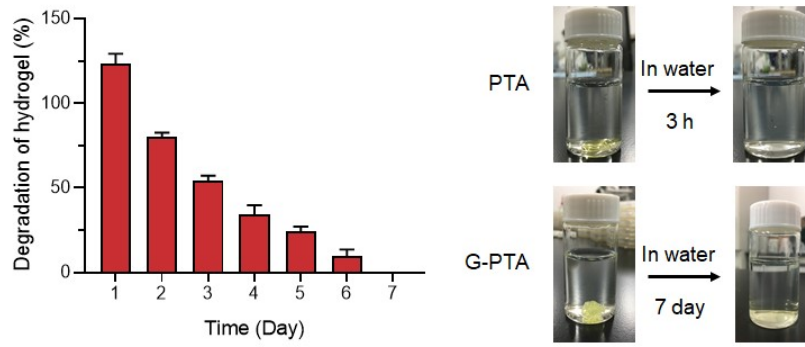 Degradation of hydrogel (%)
150
100
50
0
1 2 3 4 5 6 7
Time (Day)
PTA
In water
3 h
G-PTA
In water
7 day